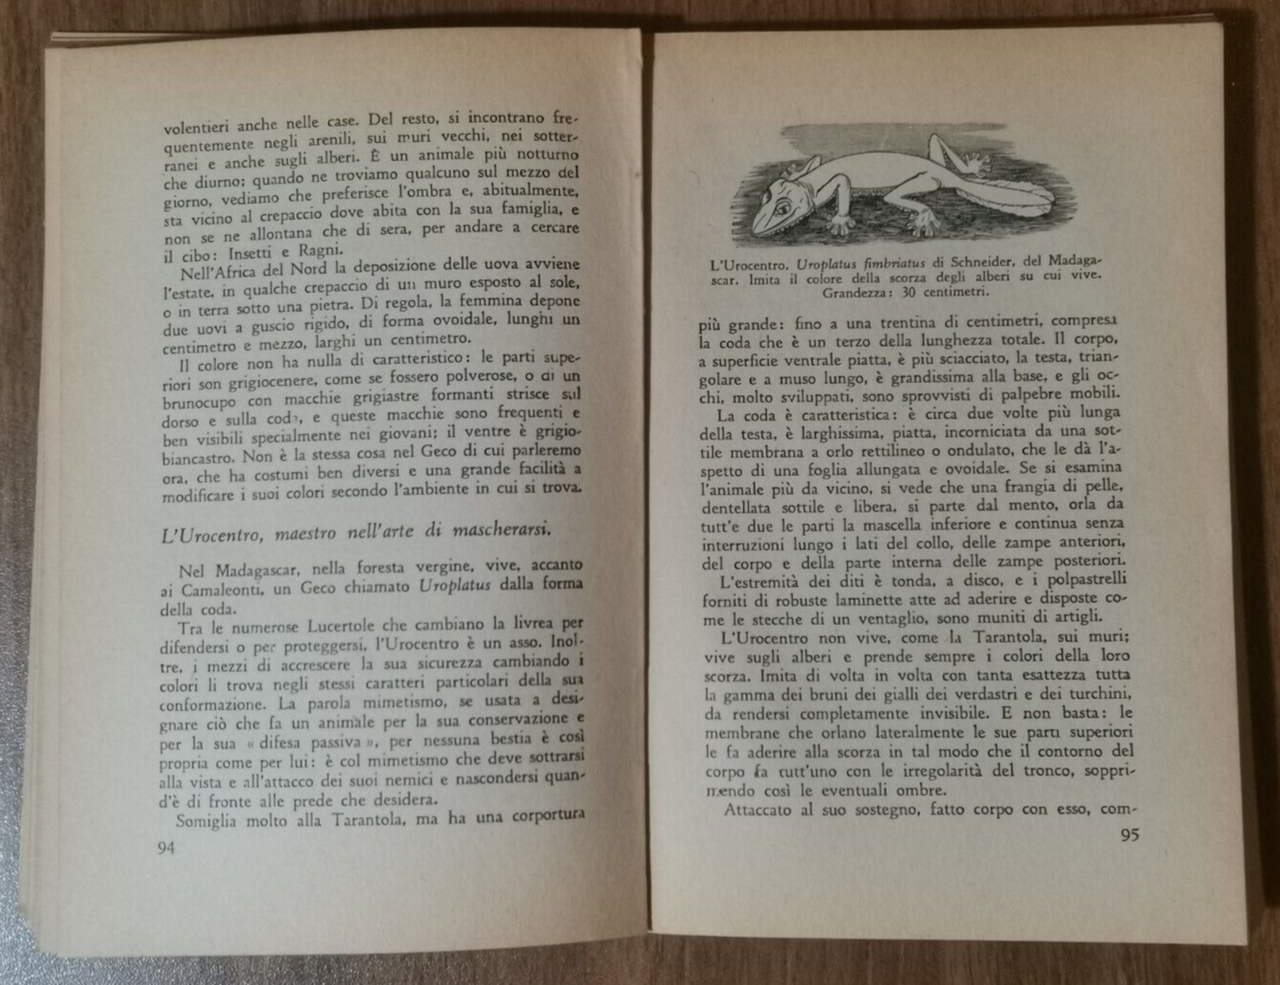 volentieri anche nelle case. Del resto, si incontrano fre-
quentemente negli arenili, sui muri vecchi, nei sotter-
ranei e anche sugli alberi. È un animale più notturno
che diurno; quando ne troviamo qualcuno sul mezzo del
giorno, vediamo che preferisce l'ombra e, abitualmente,
sta vicino al crepaccio dove abita con la sua famiglia, e
non se ne allontana che di sera, per andare a cercare
il cibo: Insetti e Ragni.
Nell'Africa del Nord la deposizione delle uova avviene
l'estate, in qualche crepaccio di un muro esposto al sole,
o in terra sotto una pietra. Di regola, la femmina depone
due uovi a guscio rigido, di forma ovoidale, lunghi un
centimetro e mezzo, larghi un centimetro.
Il colore non ha nulla di caratteristico: le parti supe-
riori son grigiocenere, come se fossero polverose, o di un
brunocupo con macchie grigiastre formanti strisce sul
dorso e sulla coda, e queste macchie sono frequenti e
ben visibili specialmente nei giovani; il ventre è grigio-
biancastro. Non è la stessa cosa nel Geco di cui parleremo
ora, che ha costumi ben diversi e una grande facilità a
modificare i suoi colori secondo l'ambiente in cui si trova.
L'Urocentro, maestro nell'arte di mascherarsi.
Nel Madagascar, nella foresta vergine, vive, accanto
ai Camaleonti, un Geco chiamato Uroplatus dalla forma
della coda.
Tra le numerose Lucertole che cambiano la livrea per
difendersi o per proteggersi, l'Urocentro è un asso. Inol-
tre, i mezzi di accrescere la sua sicurezza cambiando i
colori li trova negli stessi caratteri particolari della sua
conformazione. La parola mimetismo, se usata a desi-
gnare ciò che fa un animale per la sua conservazione e
per la sua « difesa passiva », per nessuna bestia è così
propria come per lui: è col mimetismo che deve sottrarsi
alla vista e all'attacco dei suoi nemici e nascondersi quan-
d'è di fronte alle prede che desidera.
Somiglia molto alla Tarantola, ma ha una corportura
94
L'Urocentro, Uroplatus fimbriatus di Schneider, del Madaga-
scar. Imita il colore della scorza degli alberi su cui vive.
Grandezza: 30 centimetri.
più grande: fino a una trentina di centimetri, compresa
la coda che è un terzo della lunghezza totale. Il corpo,
a superficie ventrale piatta, è più sciacciato, la testa, trian-
golare e a muso lungo, è grandissima alla base, e gli oc-
chi, molto sviluppati, sono sprovvisti di palpebre mobili.
La coda è caratteristica: è circa due volte più lunga
della testa, è larghissima, piatta, incorniciata da una sot-
tile membrana a orlo rettilineo o ondulato, che le dà l'a-
spetto di una foglia allungata e ovoidale. Se si esamina
l'animale più da vicino, si vede che una frangia di pelle,
dentellata sottile e libera, si parte dal mento, orla da
tutt'e due le parti la mascella inferiore e continua senza
interruzioni lungo i lati del collo, delle zampe anteriori,
del corpo e della parte interna delle zampe posteriori.
L'estremità dei diti è tonda, a disco, e i polpastrelli
forniti di robuste laminette atte ad aderire e disposte co-
me le stecche di un ventaglio, sono muniti di artigli.
L'Urocentro non vive, come la Tarantola, sui muri;
vive sugli alberi e prende sempre i colori della loro
scorza. Imita di volta in volta con tanta esattezza tutta
la gamma dei bruni dei gialli dei verdastri e dei turchini,
da rendersi completamente invisibile. E non basta: le
membrane che orlano lateralmente le sue parti superiori
le fa aderire alla scorza in tal modo che il contorno del
corpo fa tutt'uno con le irregolarità del tronco, soppri-
mendo così le eventuali ombre.
Attaccato al suo sostegno, fatto corpo con esso, com-
95